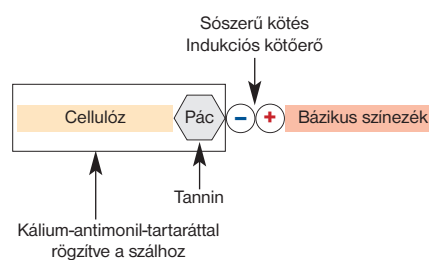 Sószerű kötés
Indukciós kötőerő
Cellulóz
Pác
−
+
Bázikus színezék
Tannin
Kálium-antimonil-tartaráttal
rögzítve a szálhoz